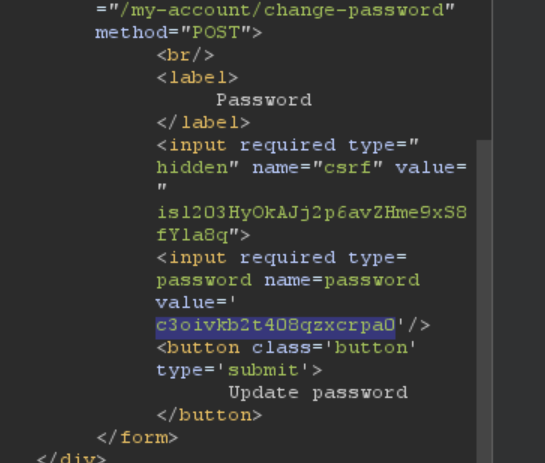 ="/my-account/change-password"
method="POST">
<br/>
<label>
Password
</label>
<input required type="
hidden" name="csrf" value=
"
isl203HyOkAJj2p6avZHme9xS8
fYla8q">
<input required type=
password name=password
value='
c3oivkb2t408qzxcrpa0'/>
<button class='button'
type='submit'>
Update password
</button>
</form>
</div>